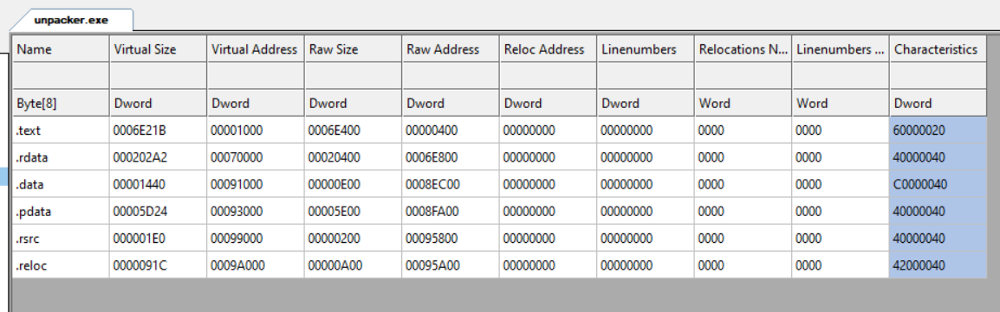 unpacker.exe
Name Virtual Size Virtual Address Raw Size Raw Address Reloc Address Linenumbers Relocations N... Linenumbers ... Characteristics
Byte[8] Dword Dword Dword Dword Dword Dword Word Word Dword
.text 0006E21B 00001000 0006E400 00000400 00000000 00000000 0000 0000 60000020
.rdata 000202A2 00070000 00020400 0006E800 00000000 00000000 0000 0000 40000040
.data 00001440 00091000 00000E00 0008EC00 00000000 00000000 0000 0000 C0000040
.pdata 00005D24 00093000 00005E00 0008FA00 00000000 00000000 0000 0000 40000040
.rsrc 000001E0 00099000 00000200 00095800 00000000 00000000 0000 0000 40000040
.reloc 0000091C 0009A000 00000A00 00095A00 00000000 00000000 0000 0000 42000040